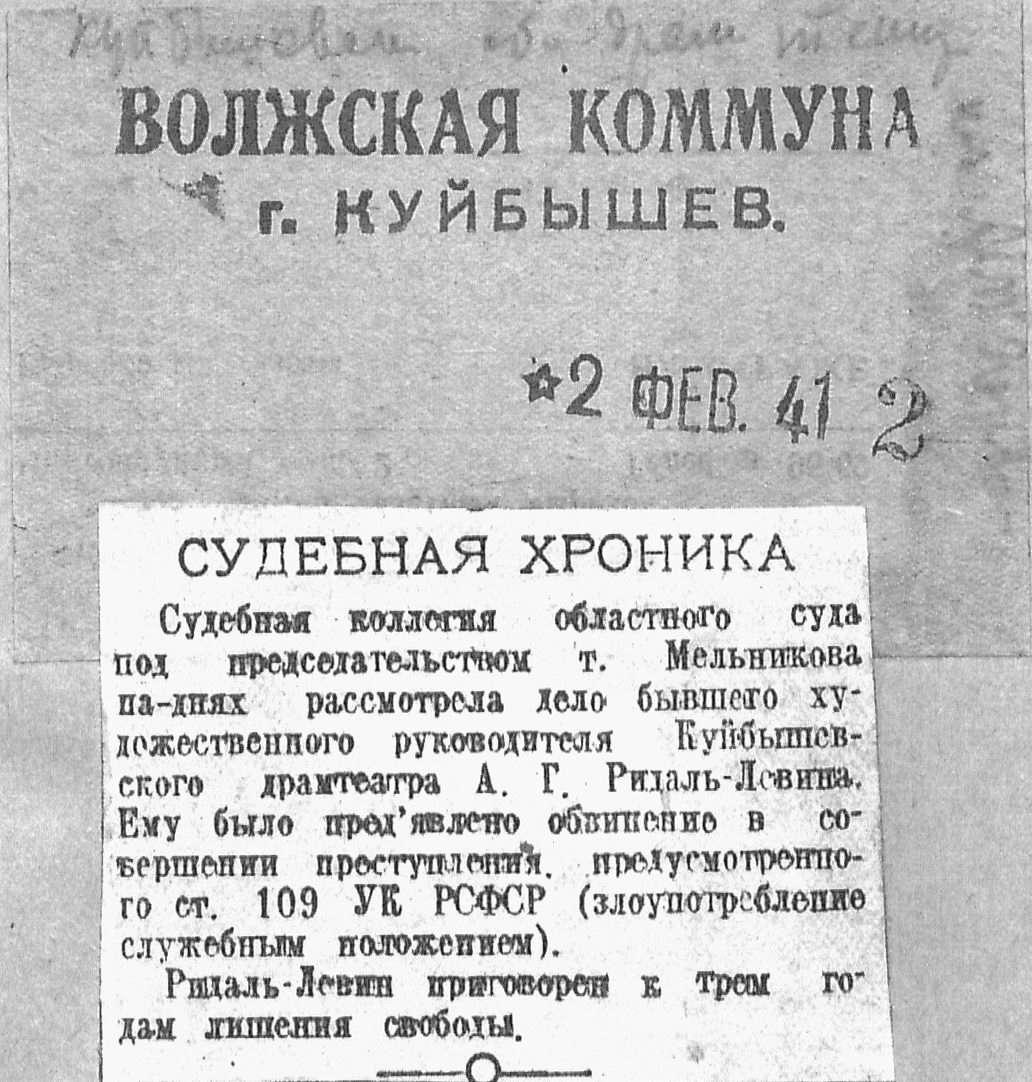 ВОЛЖСКАЯ КОММУНА
г. КУЙБЫШЕВ.
★2 ФЕВ. 41 2
СУДЕБНАЯ ХРОНИКА
Судебная коллегия областного суда
под председательством т. Мельникова
на-днях рассмотрела дело бывшего ху-
дожественного руководителя Куйбышев-
ского драмтеатра А. Г. Ридаль-Левина.
Ему было пред’явлено обвинение в со-
вершении преступления, предусмотренно-
го ст. 109 УК РСФСР (злоупотребление
служебным положением).
Ридаль-Левин приговорен к трем го-
дам лишения свободы.